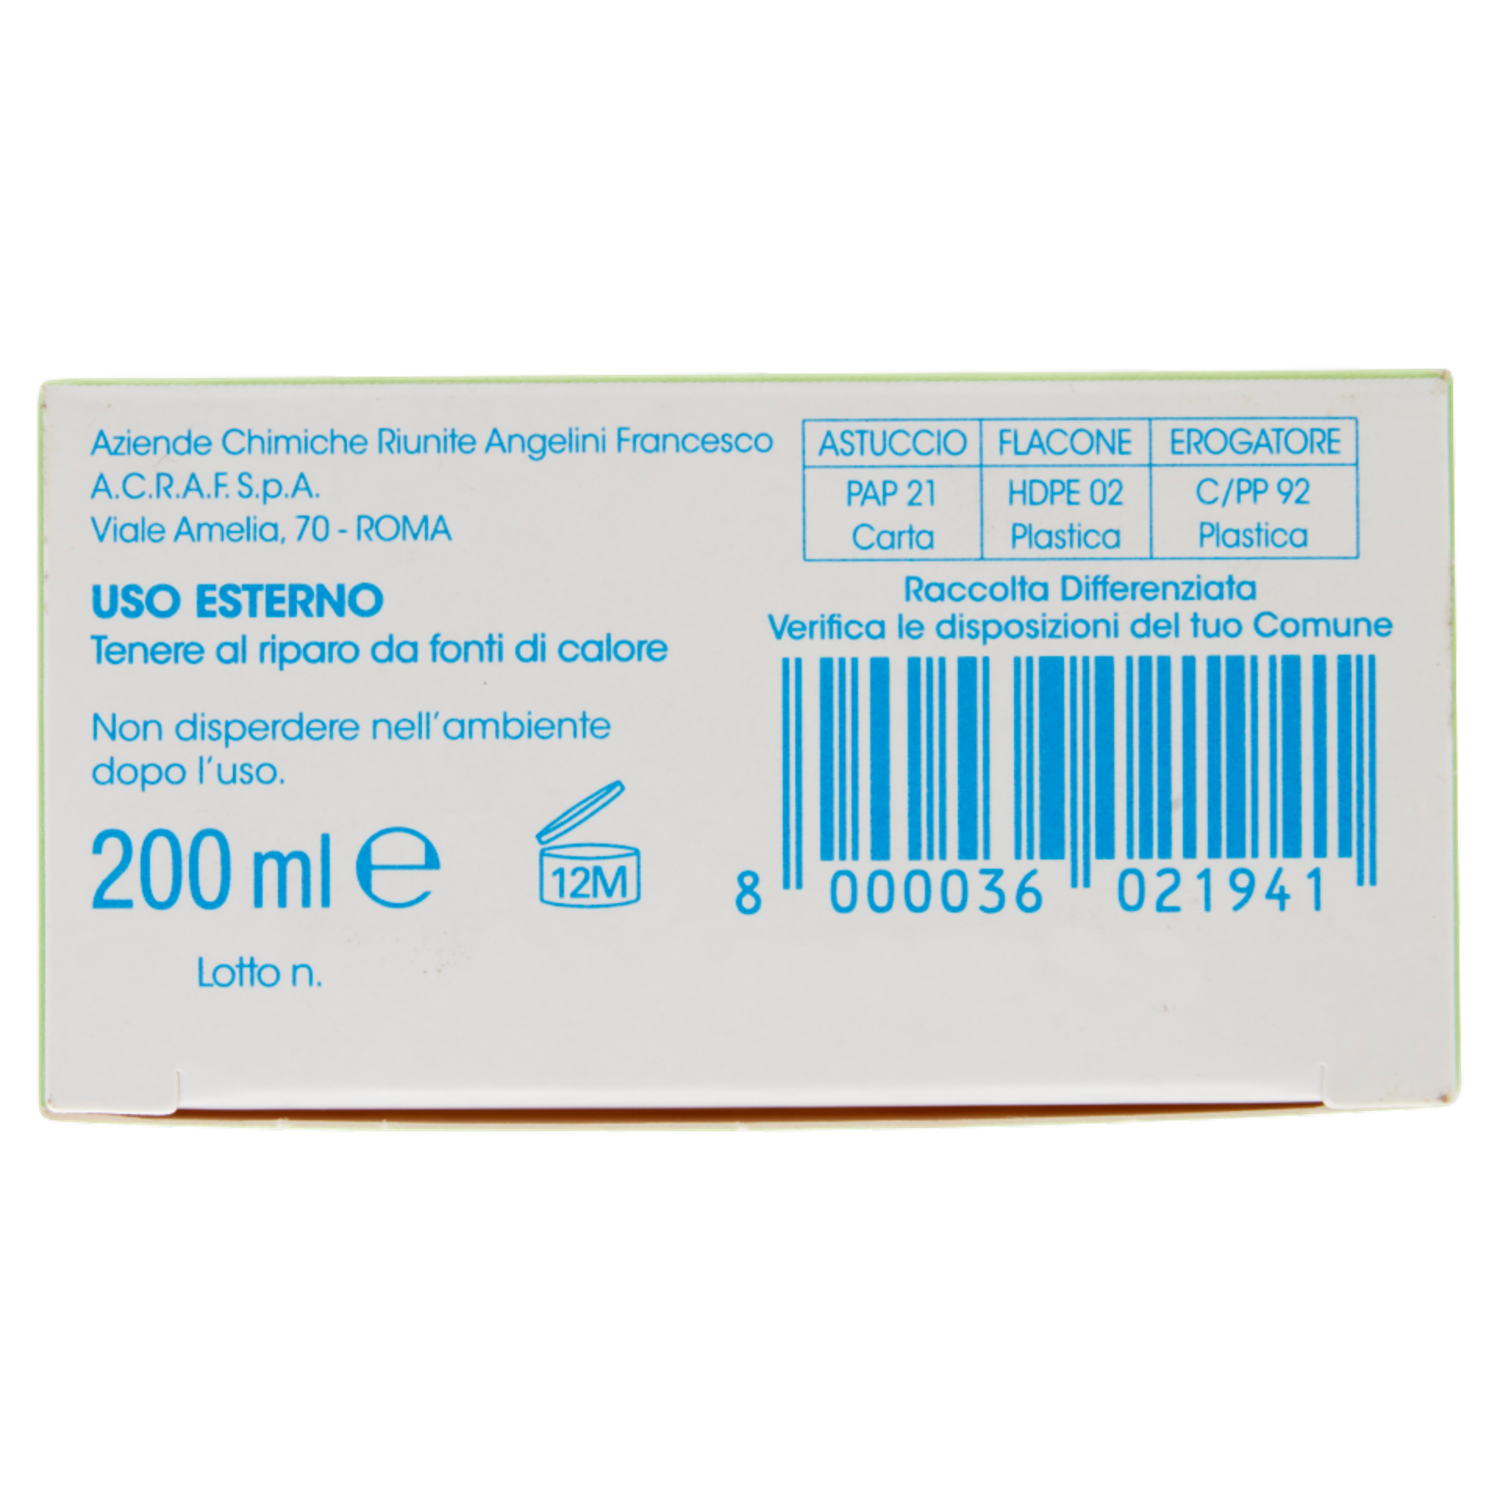 Aziende Chimiche Riunite Angelini Francesco
A.C.R.A.F. S.p.A.
Viale Amelia, 70 - ROMA
USO ESTERNO
Tenere al riparo da fonti di calore
Non disperdere nell'ambiente
dopo l'uso.
200 ml ℮
12M
Lotto n.
ASTUCCIO FLACONE EROGATORE
PAP 21 HDPE 02 C/PP 92
Carta Plastica Plastica
Raccolta Differenziata
Verifica le disposizioni del tuo Comune
8 000036 021941